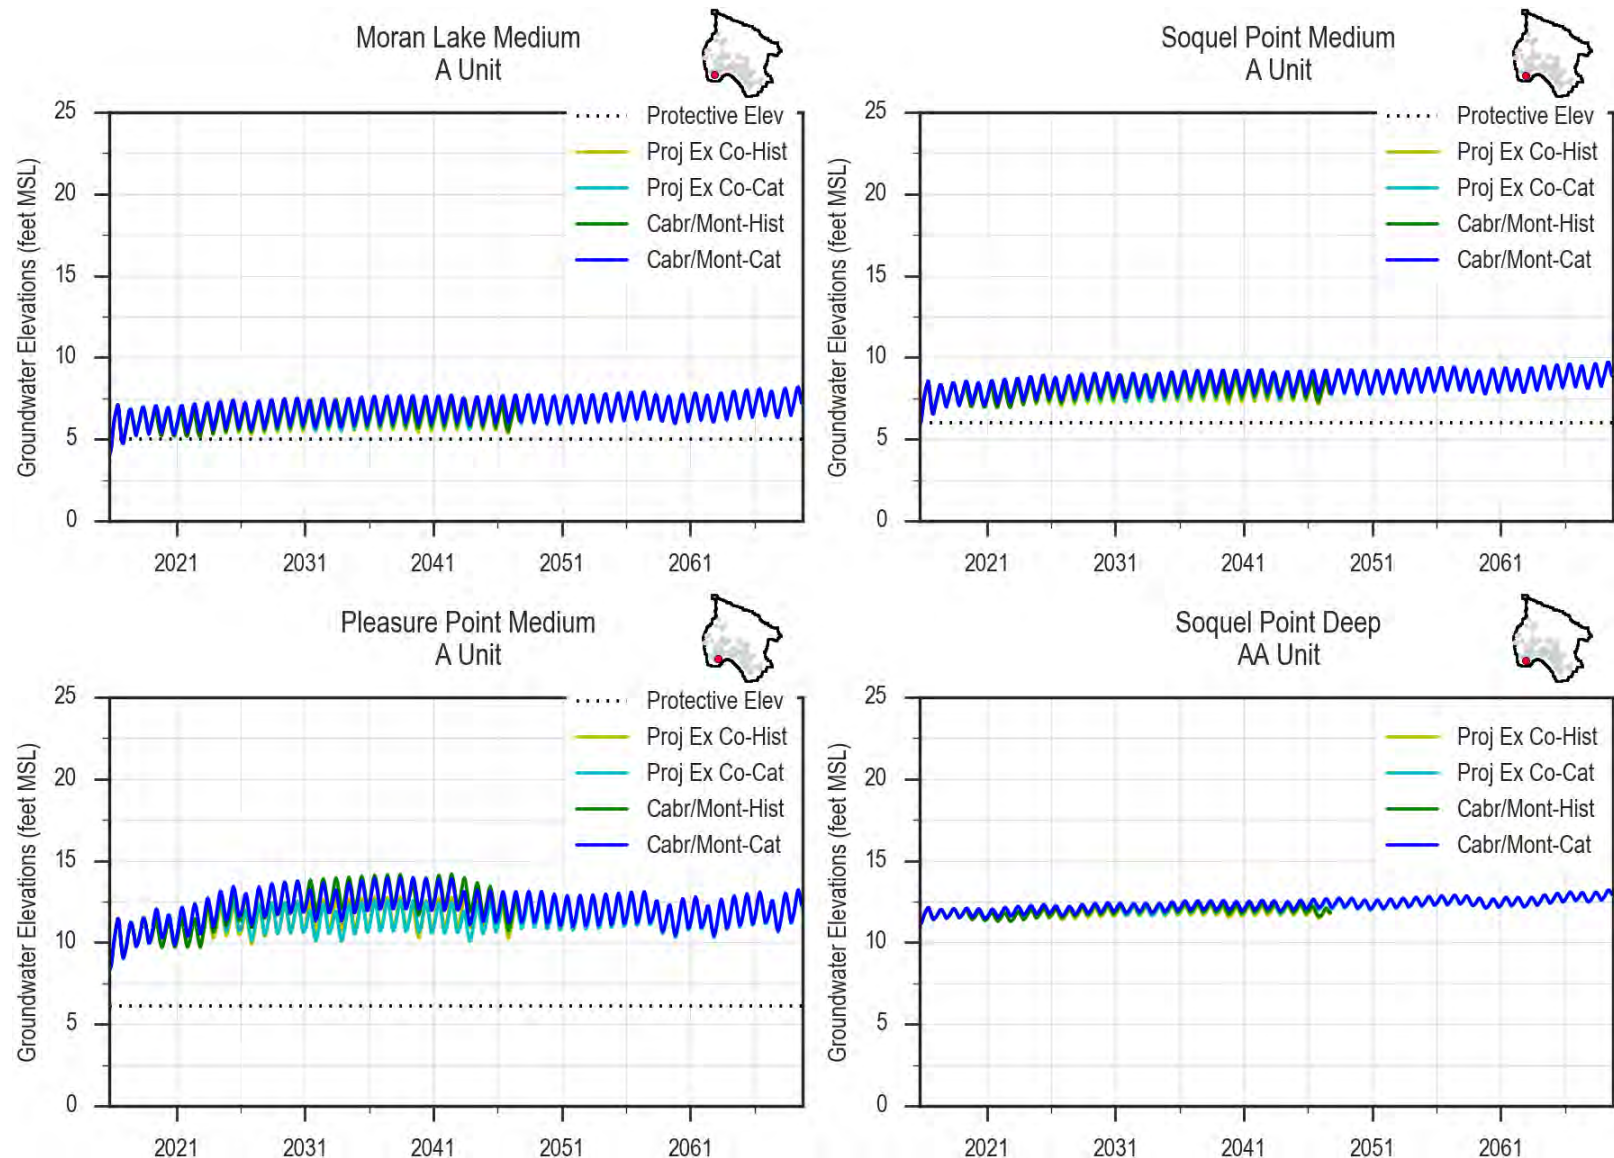 Moran Lake Medium
A Unit
Groundwater Elevations (feet MSL)
25
20
15
10
5
0
Protective Elev
Proj Ex Co-Hist
Proj Ex Co-Cat
Cabr/Mont-Hist
Cabr/Mont-Cat
2021 2031 2041 2051 2061
Soquel Point Medium
A Unit
Groundwater Elevations (feet MSL)
25
20
15
10
5
0
Protective Elev
Proj Ex Co-Hist
Proj Ex Co-Cat
Cabr/Mont-Hist
Cabr/Mont-Cat
2021 2031 2041 2051 2061
Pleasure Point Medium
A Unit
Groundwater Elevations (feet MSL)
25
20
15
10
5
0
Protective Elev
Proj Ex Co-Hist
Proj Ex Co-Cat
Cabr/Mont-Hist
Cabr/Mont-Cat
2021 2031 2041 2051 2061
Soquel Point Deep
AA Unit
Groundwater Elevations (feet MSL)
25
20
15
10
5
0
Proj Ex Co-Hist
Proj Ex Co-Cat
Cabr/Mont-Hist
Cabr/Mont-Cat
2021 2031 2041 2051 2061